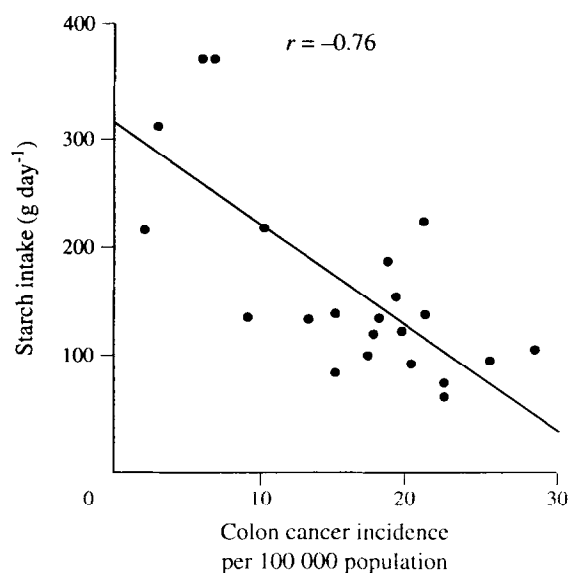 400
r = –0.76
300
200
100
Starch intake (g day⁻¹)
0
10
20
30
Colon cancer incidence
per 100 000 population